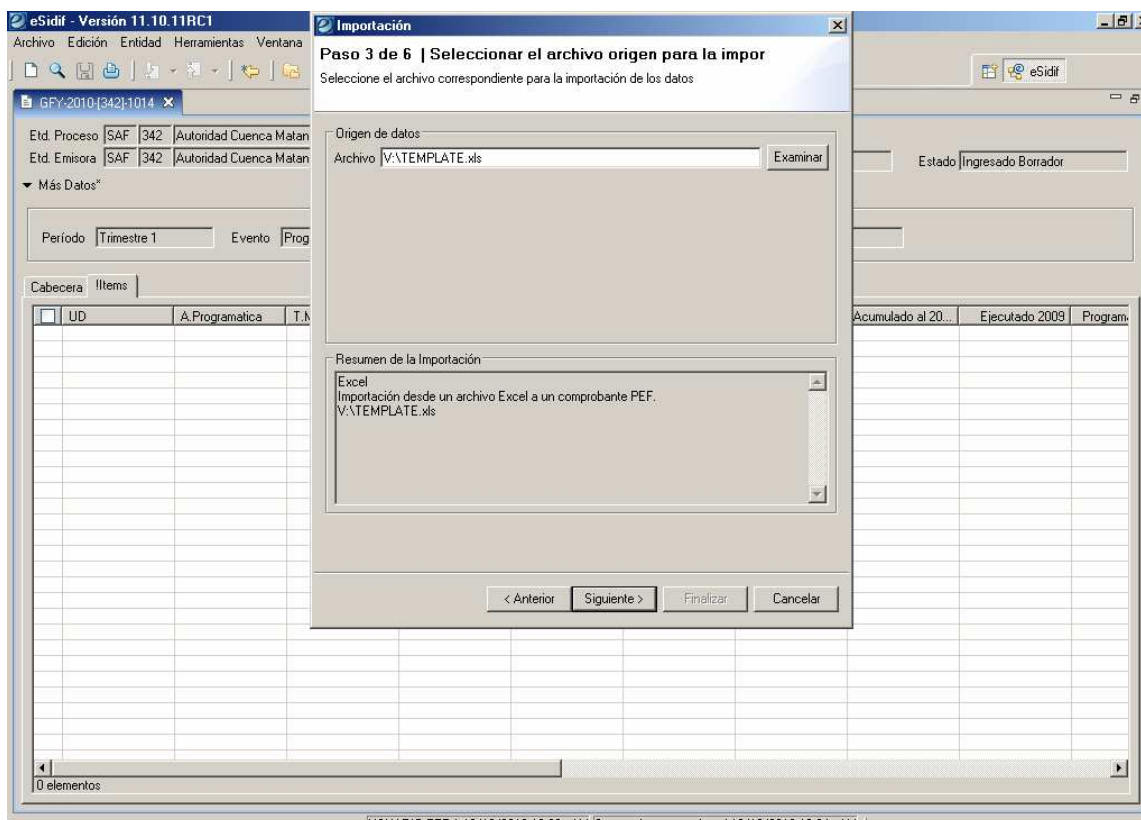 eSidif - Versión 11.10.11RC1
Archivo Edición Entidad Herramientas Ventana
eSidif
GFY-2010-[342]-1014
Etd. Proceso SAF 342 Autoridad Cuenca Matan
Etd. Emisora SAF 342 Autoridad Cuenca Matan
Estado Ingresado Borrador
Más Datos*
Período Trimestre 1 Evento Prog
Cabecera !Items
UD A.Programatica T.M Acumulado al 20... Ejecutado 2009 Program
0 elementos
Importación
Paso 3 de 6 | Seleccionar el archivo origen para la impor
Seleccione el archivo correspondiente para la importación de los datos
Origen de datos
Archivo V:\TEMPLATE.xls Examinar
Resumen de la Importación
Excel
Importación desde un archivo Excel a un comprobante PEF.
V:\TEMPLATE.xls
< Anterior Siguiente > Finalizar Cancelar